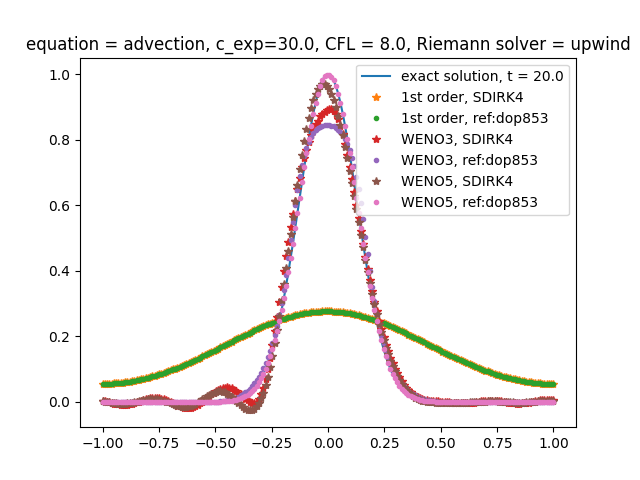 equation = advection, c_exp=30.0, CFL = 8.0, Riemann solver = upwind
exact solution, t = 20.0
1st order, SDIRK4
1st order, ref:dop853
WENO3, SDIRK4
WENO3, ref:dop853
WENO5, SDIRK4
WENO5, ref:dop853
1.0
0.8
0.6
0.4
0.2
0.0
−1.00 −0.75 −0.50 −0.25 0.00 0.25 0.50 0.75 1.00